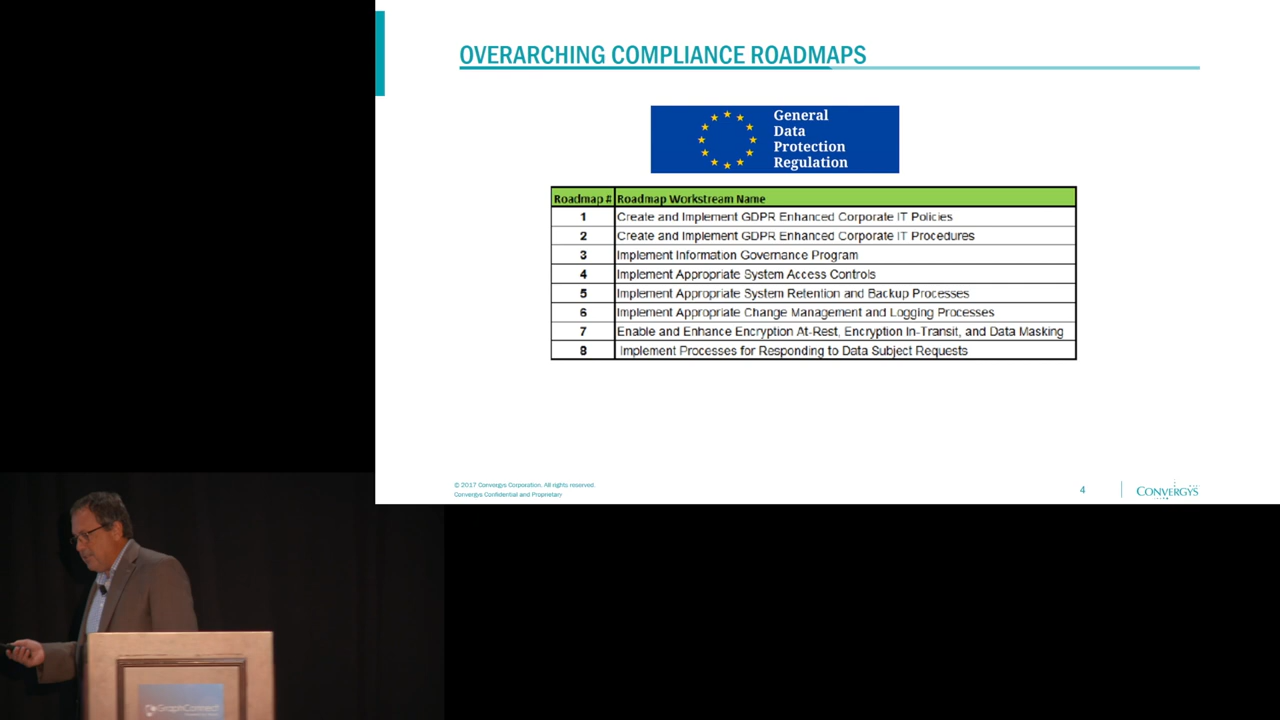 OVERARCHING COMPLIANCE ROADMAPS
General
Data
Protection
Regulation
Roadmap # Roadmap Workstream Name
1 Create and Implement GDPR Enhanced Corporate IT Policies
2 Create and Implement GDPR Enhanced Corporate IT Procedures
3 Implement Information Governance Program
4 Implement Appropriate System Access Controls
5 Implement Appropriate System Retention and Backup Processes
6 Implement Appropriate Change Management and Logging Processes
7 Enable and Enhance Encryption At-Rest, Encryption In-Transit, and Data Masking
8 Implement Processes for Responding to Data Subject Requests
© 2017 Convergys Corporation. All rights reserved.
Convergys Confidential and Proprietary
4
CONVERGYS
GraphConnect